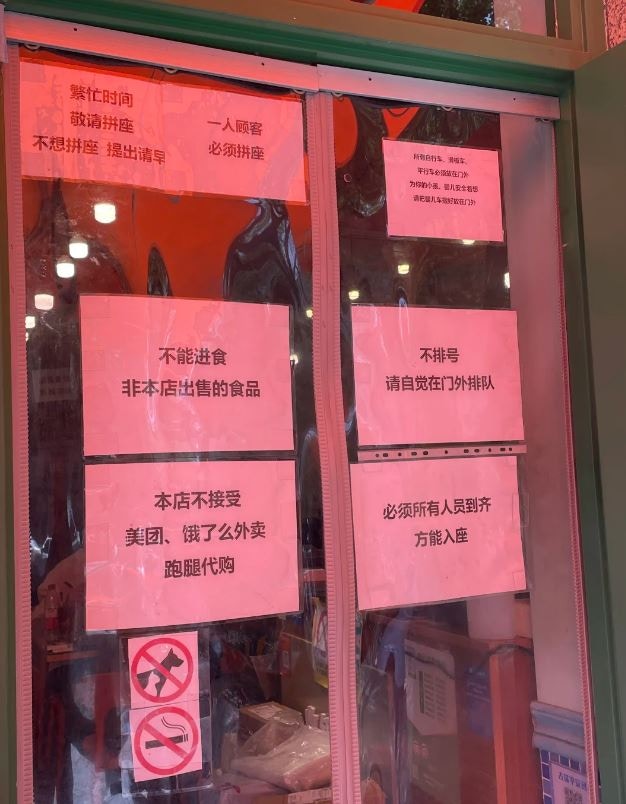 繁忙时间
敬请拼座
不想拼座 提出请早
一人顾客
必须拼座
所有自行车、滑板车、
平行车必须放在门外
为你的小孩、婴儿安全着想
请把婴儿车摺好放在门外
不能进食
非本店出售的食品
不排号
请自觉在门外排队
本店不接受
美团、饿了么外卖
跑腿代购
必须所有人员到齐
方能入座